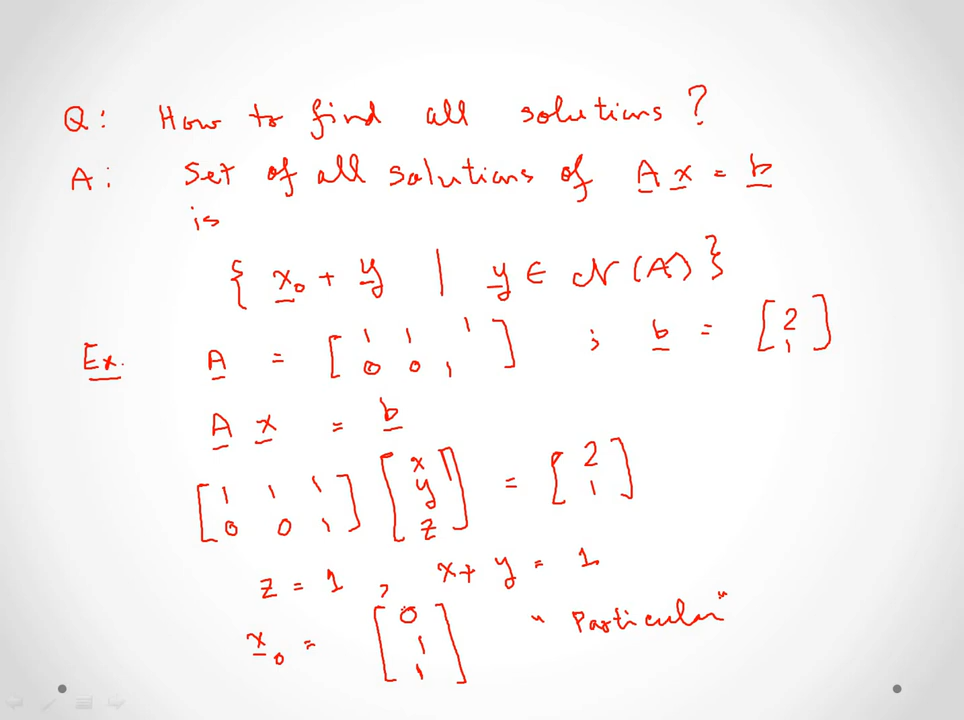 Q: How to find all solutions?
A: Set of all solutions of A x = b
is
{ x₀ + y | y ∈ N(A) }
Ex. A = [ 1 1 1 ; 0 0 1 ] ; b = [ 2 ; 1 ]
A x = b
[ 1 1 1 ; 0 0 1 ] [ x ; y ; z ] = [ 2 ; 1 ]
z = 1 , x + y = 1
x₀ = [ 0 ; 1 ; 1 ] "Particular"